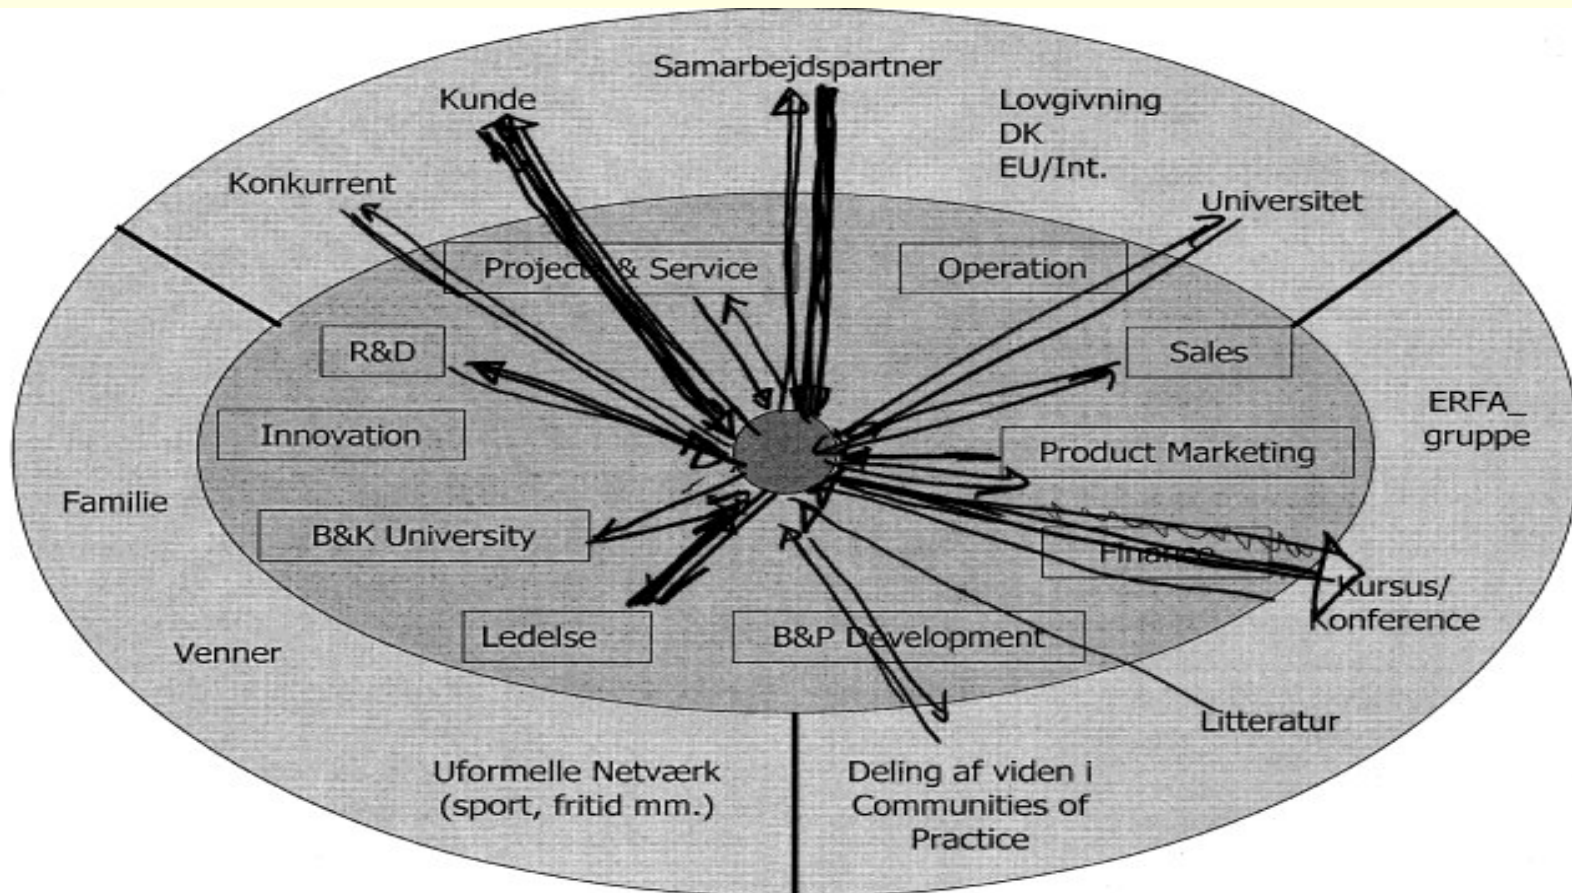 Samarbejdspartner
Kunde
Lovgivning
DK
EU/Int.
Konkurrent
Universitet
Projects & Service
Operation
R&D
Sales
ERFA_
gruppe
Innovation
Product Marketing
Familie
B&K University
Finance
Kursus/
Konference
Ledelse
B&P Development
Venner
Litteratur
Uformelle Netværk
(sport, fritid mm.)
Deling af viden i
Communities of
Practice